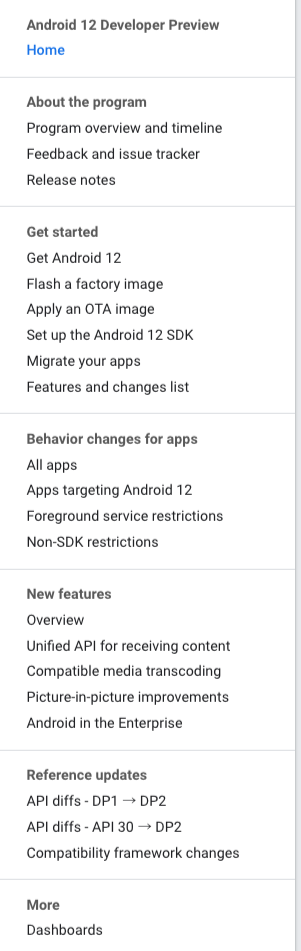 Android 12 Developer Preview
Home
About the program
Program overview and timeline
Feedback and issue tracker
Release notes
Get started
Get Android 12
Flash a factory image
Apply an OTA image
Set up the Android 12 SDK
Migrate your apps
Features and changes list
Behavior changes for apps
All apps
Apps targeting Android 12
Foreground service restrictions
Non-SDK restrictions
New features
Overview
Unified API for receiving content
Compatible media transcoding
Picture-in-picture improvements
Android in the Enterprise
Reference updates
API diffs - DP1 → DP2
API diffs - API 30 → DP2
Compatibility framework changes
More
Dashboards